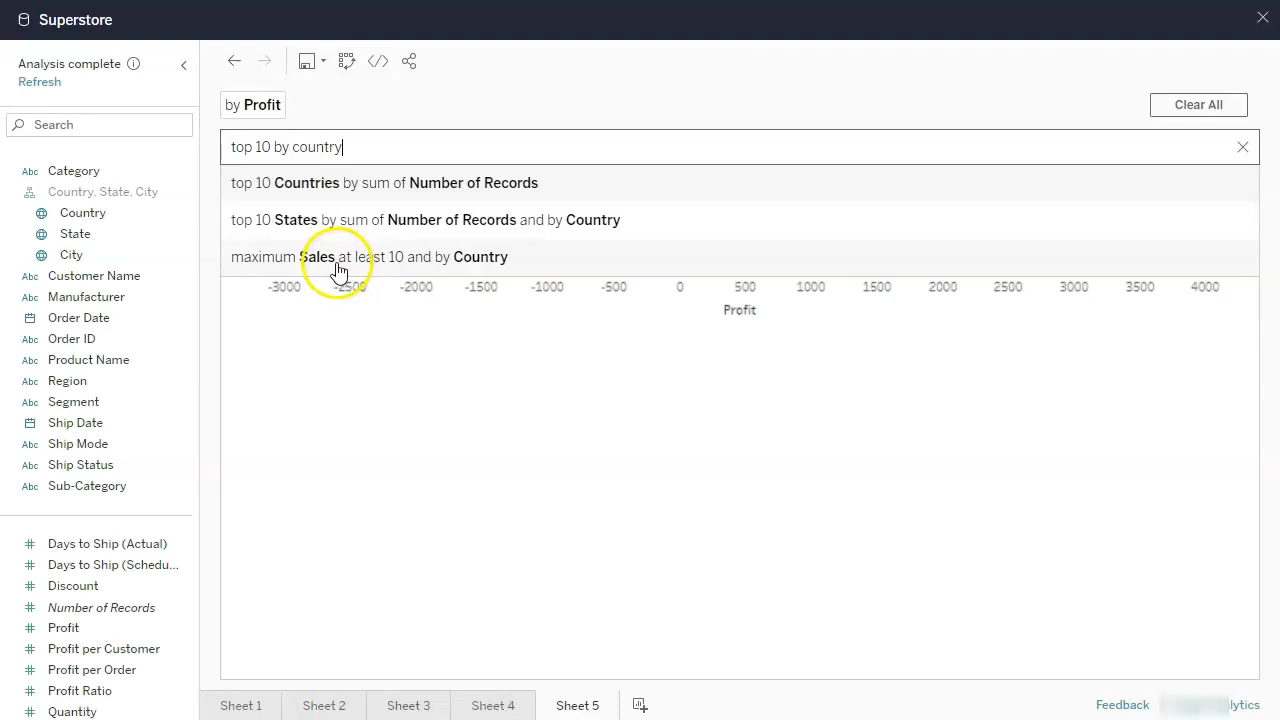 Superstore
Analysis complete
Refresh
Search
Category
Country, State, City
Country
State
City
Abc Customer Name
Abc Manufacturer
Order Date
Abc Order ID
Abc Product Name
Abc Region
Abc Segment
Ship Date
Abc Ship Mode
Abc Ship Status
Abc Sub-Category
# Days to Ship (Actual)
# Days to Ship (Schedu...
# Discount
# Number of Records
# Profit
# Profit per Customer
# Profit per Order
# Profit Ratio
# Quantity
by Profit
Clear All
top 10 by country
top 10 Countries by sum of Number of Records
top 10 States by sum of Number of Records and by Country
maximum Sales at least 10 and by Country
-3000 -2500 -2000 -1500 -1000 -500 0 500 1000 1500 2000 2500 3000 3500 4000
Profit
Sheet 1 Sheet 2 Sheet 3 Sheet 4 Sheet 5
Feedback